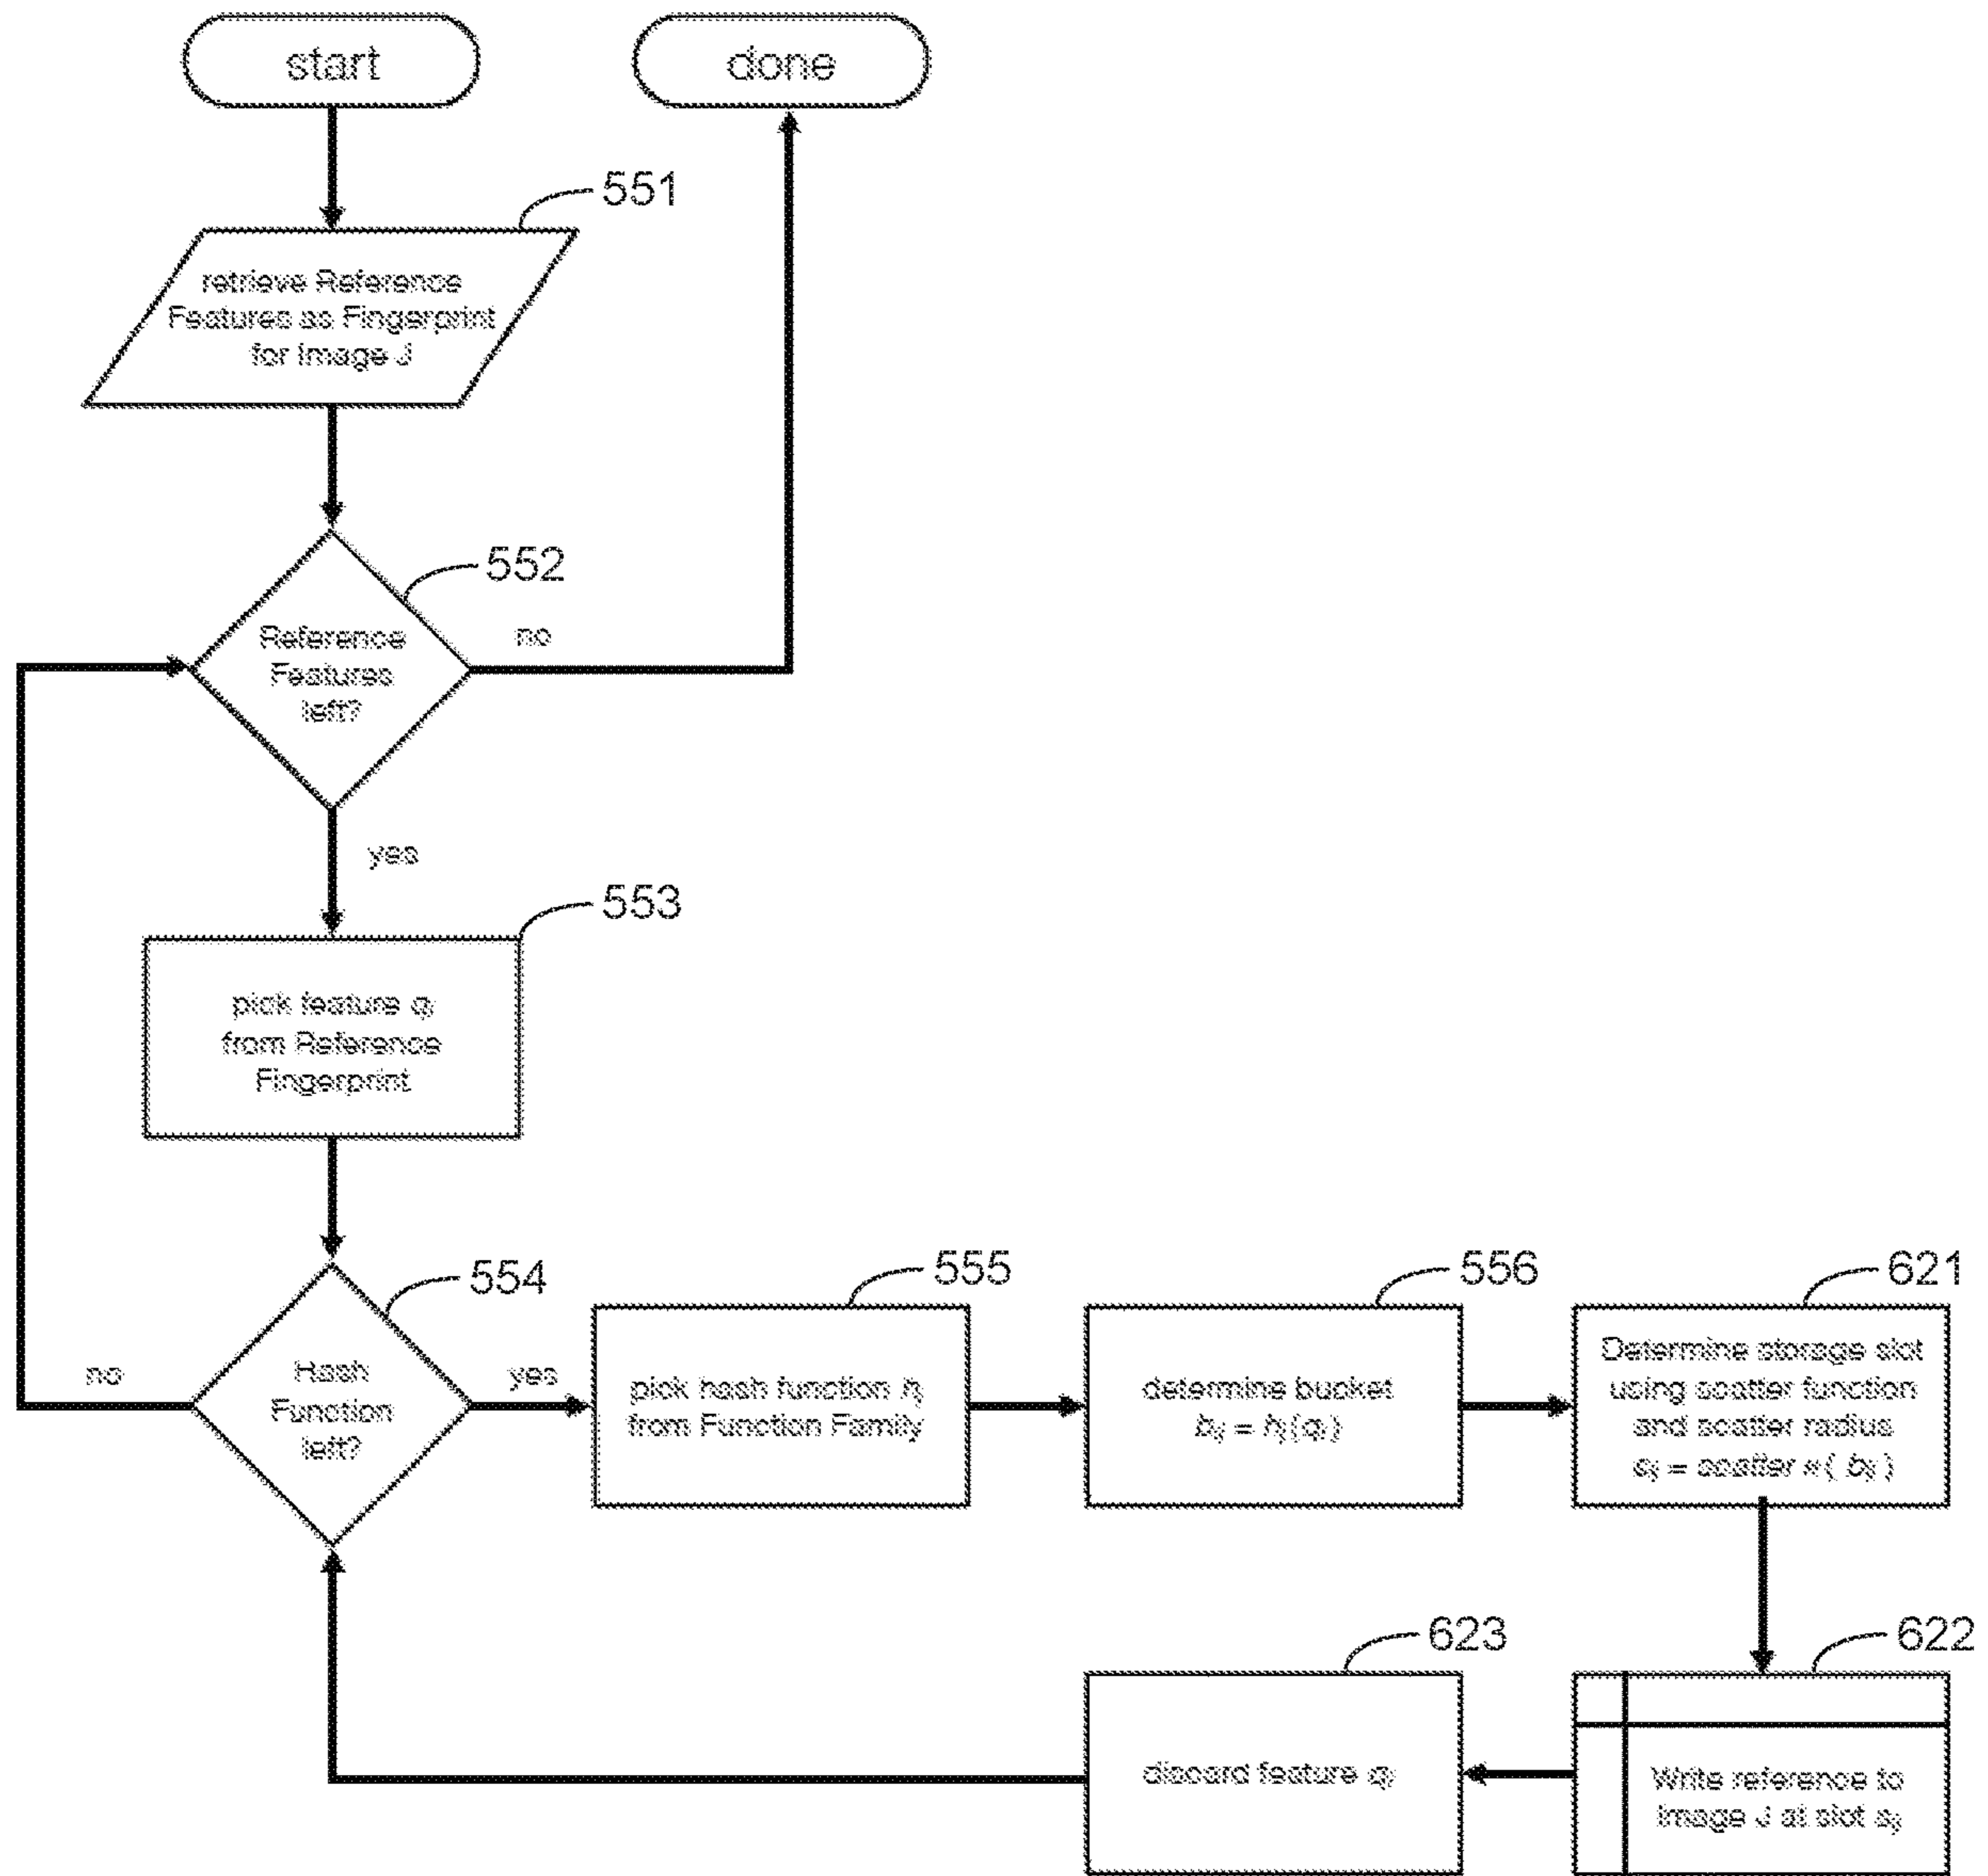 start
done
551
retrieve Reference
Features as Fingerprint
for Image J
552
Reference
Features
left?
no
yes
553
pick feature qᵢ
from Reference
Fingerprint
554
Hash
Function
left?
no
yes
555
pick hash function hⱼ
from Function Family
556
determine bucket
bᵢⱼ = hⱼ(qᵢ)
621
Determine storage slot
using scatter function
and scatter radius
sᵢⱼ = scatter ( bᵢⱼ )
622
Write reference to
Image J at slot sᵢⱼ
623
discard feature qᵢ